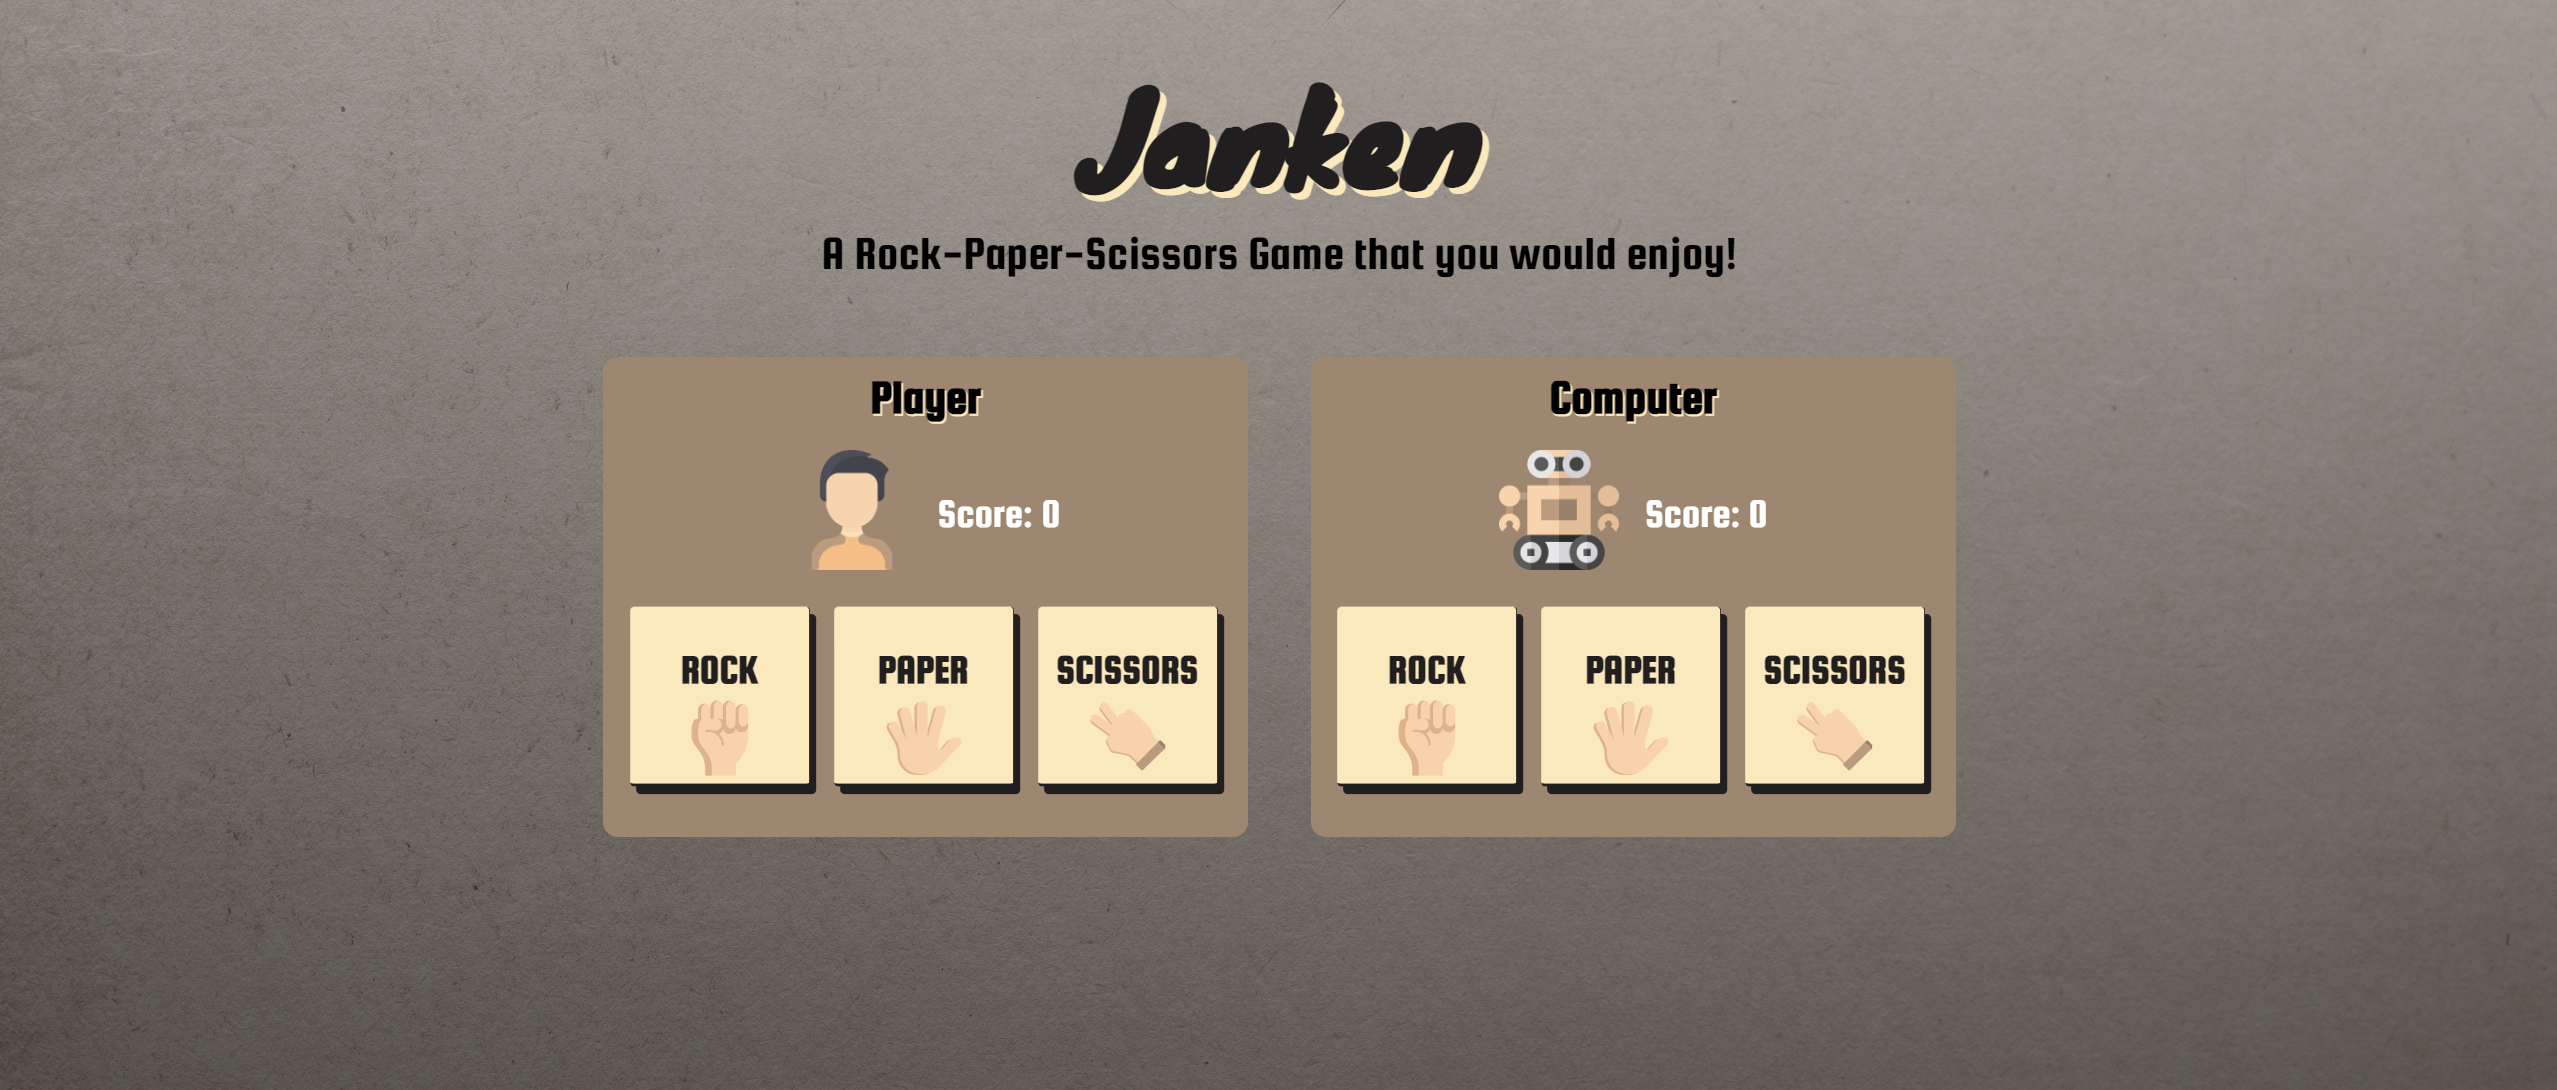 Janken
A Rock-Paper-Scissors Game that you would enjoy!
Player
Score: 0
ROCK
PAPER
SCISSORS
Computer
Score: 0
ROCK
PAPER
SCISSORS